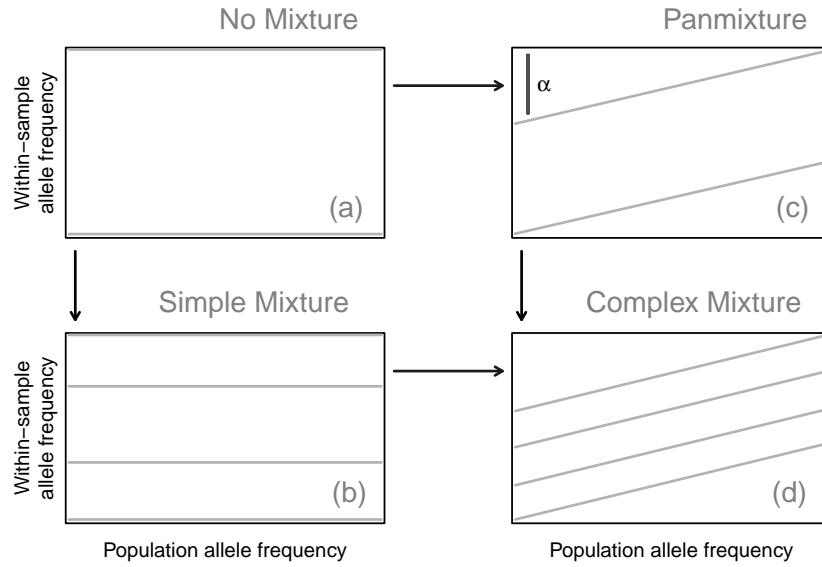 No Mixture
Panmixture
Within−sample
allele frequency
(a)
α
(c)
Simple Mixture
Complex Mixture
Within−sample
allele frequency
(b)
(d)
Population allele frequency
Population allele frequency